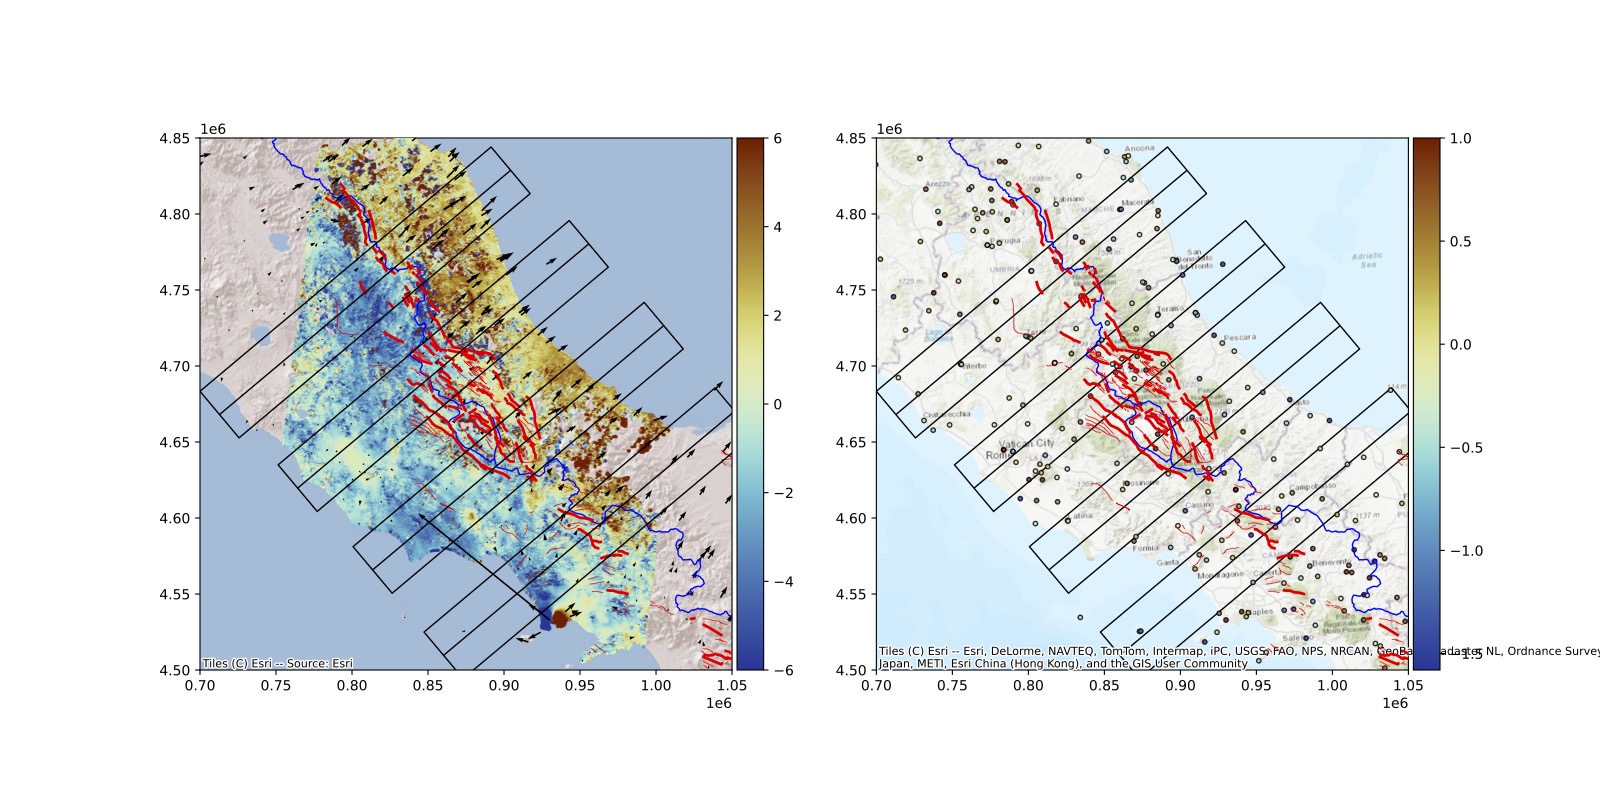 1e6
4.85
4.80
4.75
4.70
4.65
4.60
4.55
4.50
0.70 0.75 0.80 0.85 0.90 0.95 1.00 1.05
1e6
6
4
2
0
−2
−4
−6
Tiles (C) Esri -- Source: Esri
1e6
4.85
4.80
4.75
4.70
4.65
4.60
4.55
4.50
0.70 0.75 0.80 0.85 0.90 0.95 1.00 1.05
1e6
1.0
0.5
0.0
−0.5
−1.0
−1.5
Ancona
Arezzo
Fabriano
MARCHE
Macerata
UMBRIA
San
Benedetto
del Tronto
Adriatic
Sea
1725 m
Teramo
Pescara
Terni
Viterbo
Civitavecchia
Vatican City
Rome
Frosinone
Campobasso
Latina
Cassino
1137 m
Formia
Gaeta
Mondragone
Caserta
Benevento
Naples
Salerno
Tiles (C) Esri -- Esri, DeLorme, NAVTEQ, TomTom, Intermap, iPC, USGS, FAO, NPS, NRCAN, GeoBase, Kadaster NL, Ordnance Survey
Japan, METI, Esri China (Hong Kong), and the GIS User Community